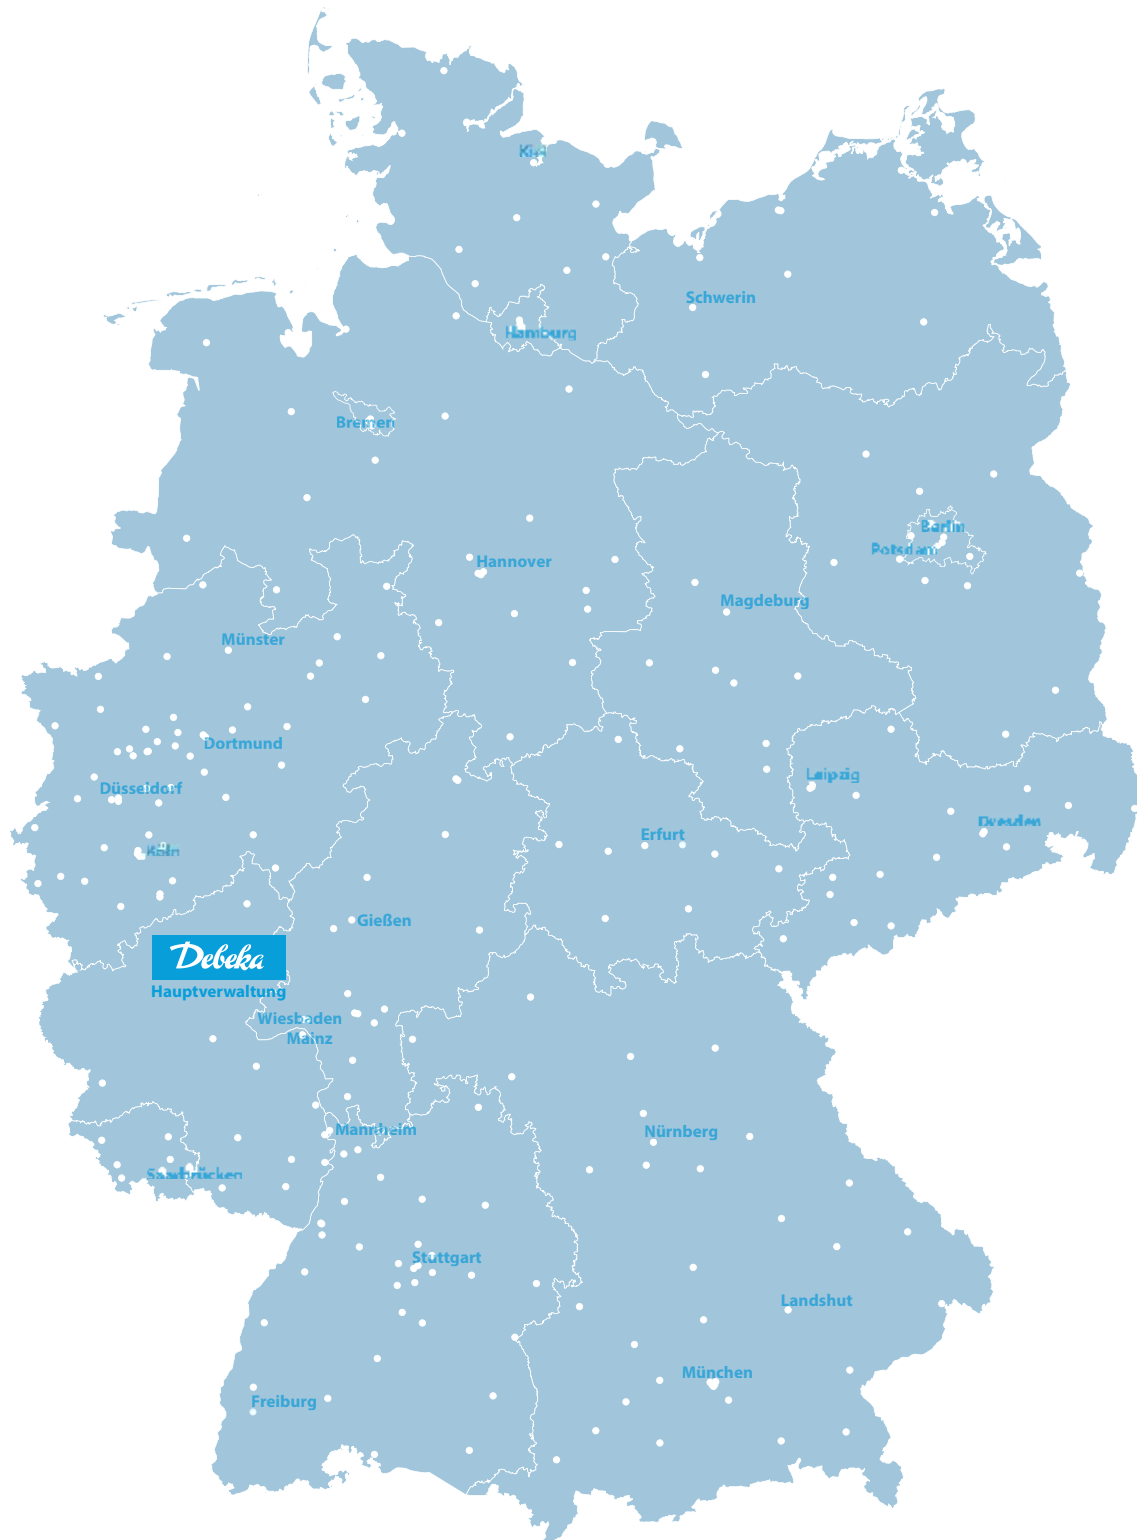 Kiel
Schwerin
Hamburg
Bremen
Berlin
Potsdam
Hannover
Magdeburg
Münster
Dortmund
Leipzig
Düsseldorf
Dresden
Erfurt
Köln
Gießen
Debeka
Hauptverwaltung
Wiesbaden
Mainz
Mannheim
Nürnberg
Saarbrücken
Stuttgart
Landshut
München
Freiburg